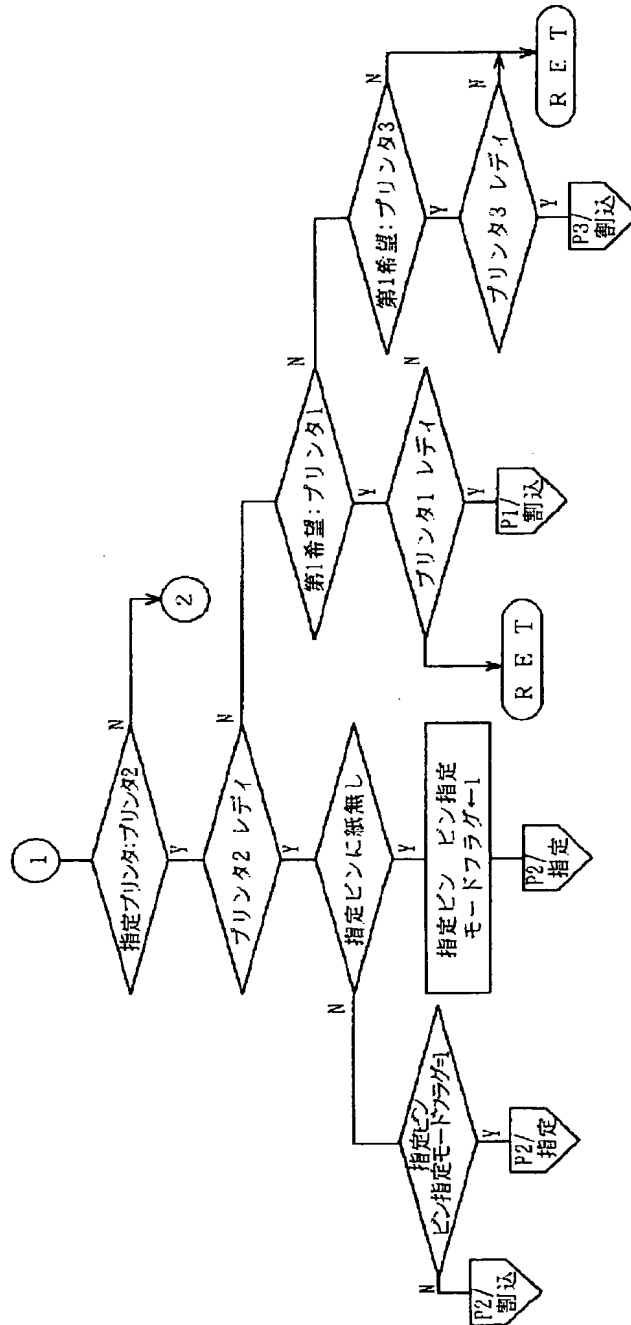 1
指定プリンタ:プリンタ2
N
2
Y
プリンタ2 レディ
N
Y
指定ビンに紙無し
N
Y
指定ビン ビン指定
モードフラグ←1
P2/
指定
指定ビン
ビン指定モードフラグ=1
N
P2/
割込
Y
P2/
指定
第1希望:プリンタ1
N
Y
プリンタ1 レディ
N
R E T
Y
P1/
割込
第1希望:プリンタ3
N
Y
プリンタ3 レディ
N
Y
P3/
割込
R E T